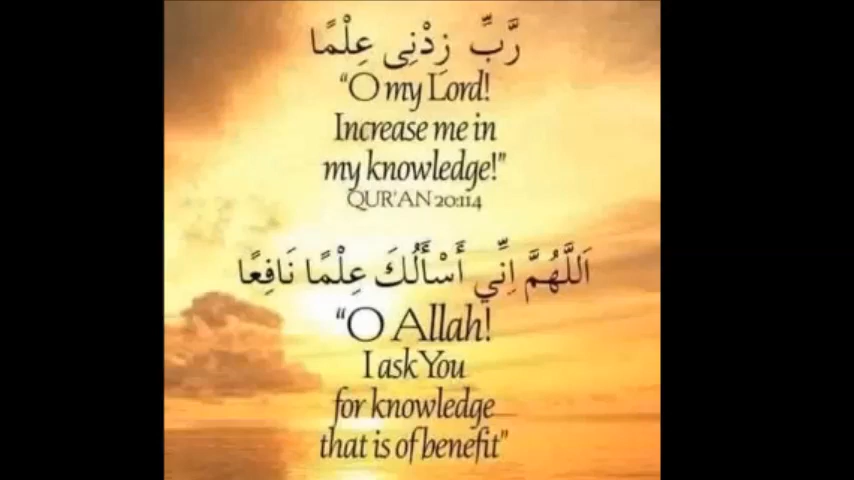 رَّبِّ زِدْنِى عِلْمًا
“O my Lord!
Increase me in
my knowledge!”
QUR'AN 20:114
اَللَّهُمَّ اِنِّي أَسْأَلُكَ عِلْمًا نَافِعًا
“O Allah!
I ask You
for knowledge
that is of benefit”